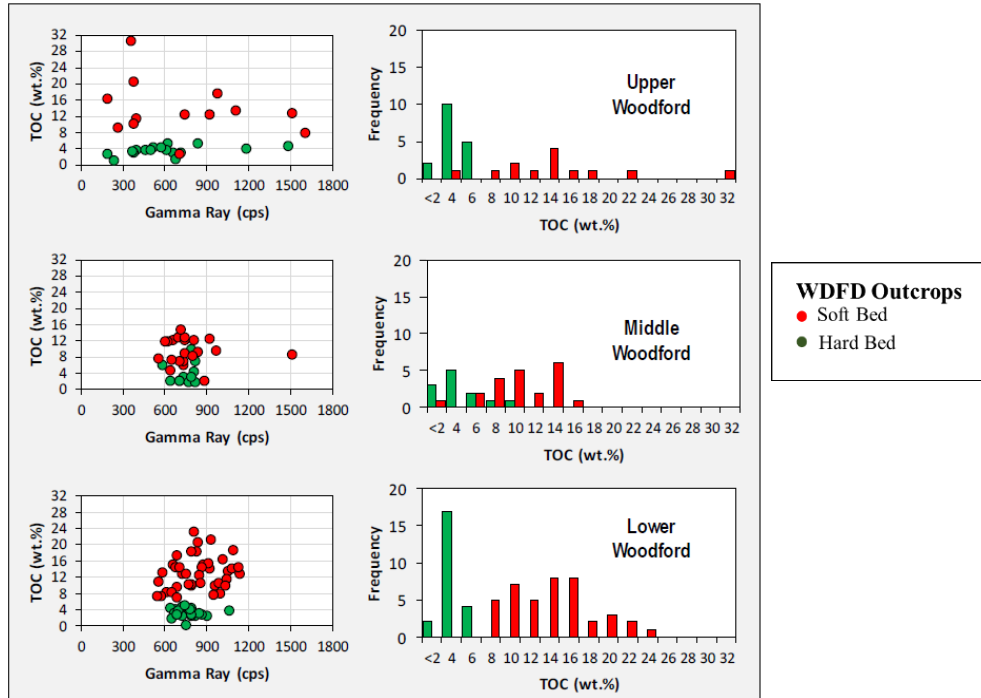 32
28
24
20
16
12
8
4
0
TOC (wt.%)
0 300 600 900 1200 1500 1800
Gamma Ray (cps)
20
15
10
5
0
Frequency
Upper
Woodford
<2 4 6 8 10 12 14 16 18 20 22 24 26 28 30 32
TOC (wt.%)
32
28
24
20
16
12
8
4
0
TOC (wt.%)
0 300 600 900 1200 1500 1800
Gamma Ray (cps)
20
15
10
5
0
Frequency
Middle
Woodford
<2 4 6 8 10 12 14 16 18 20 22 24 26 28 30 32
TOC (wt.%)
WDFD Outcrops
Soft Bed
Hard Bed
32
28
24
20
16
12
8
4
0
TOC (wt.%)
0 300 600 900 1200 1500 1800
Gamma Ray (cps)
20
15
10
5
0
Frequency
Lower
Woodford
<2 4 6 8 10 12 14 16 18 20 22 24 26 28 30 32
TOC (wt.%)